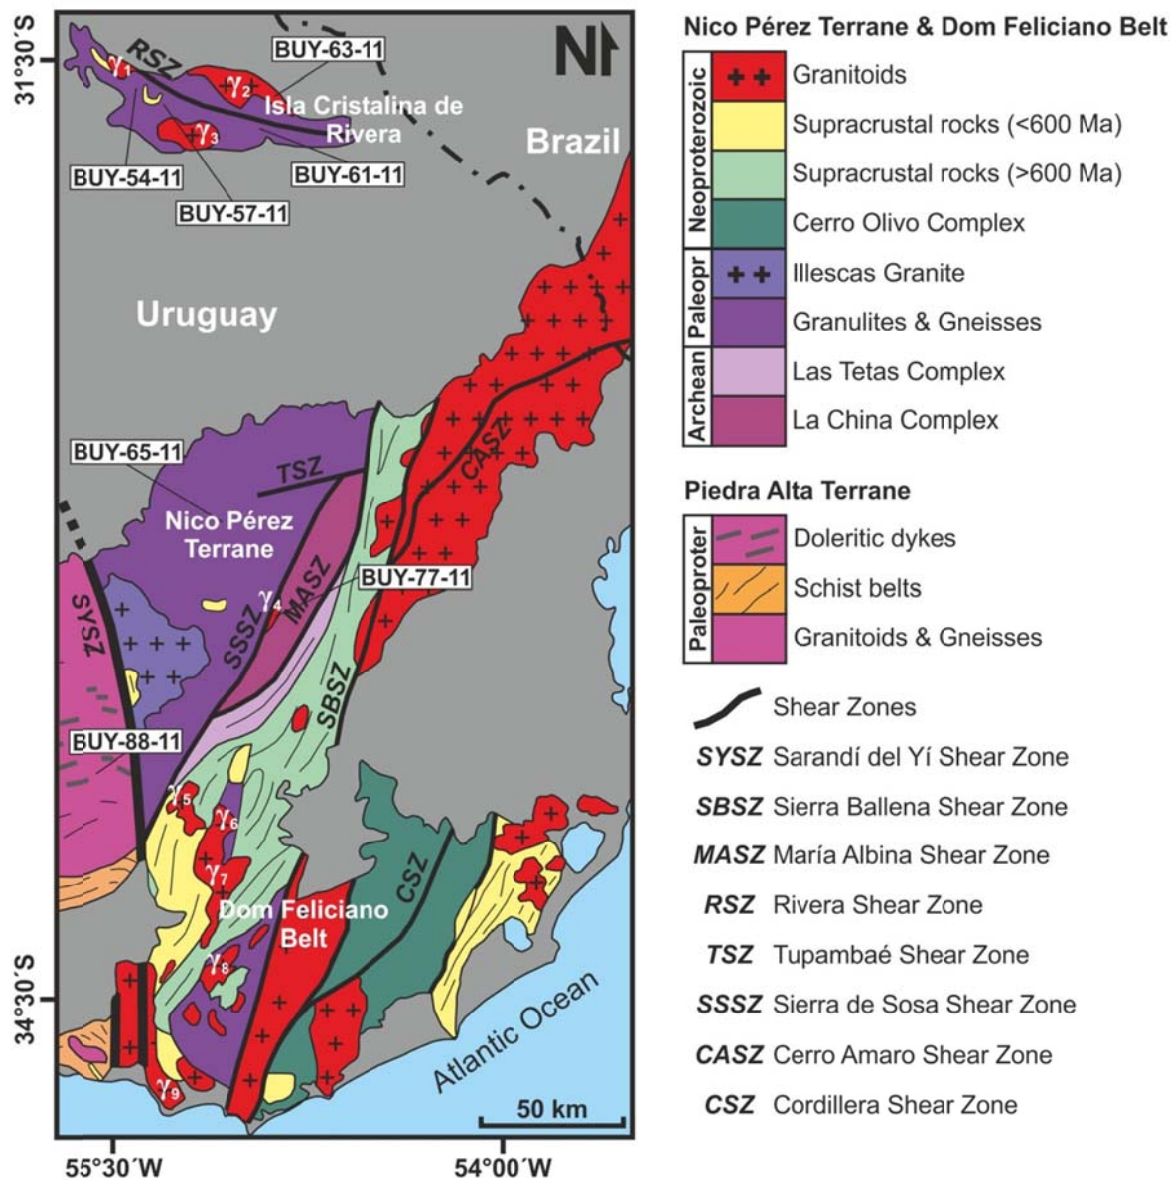 31°30´S
34°30´S
55°30´W
54°00´W
N
RSZ
BUY-63-11
γ1
γ2
γ3
Isla Cristalina de
Rivera
Brazil
BUY-54-11
BUY-61-11
BUY-57-11
Uruguay
BUY-65-11
TSZ
CASZ
Nico Pérez
Terrane
BUY-77-11
γ4
MASZ
SYSZ
SSSZ
SBSZ
BUY-88-11
γ5
γ6
γ7
CSZ
Dom Feliciano
Belt
γ8
γ9
Atlantic Ocean
50 km
Nico Pérez Terrane & Dom Feliciano Belt
Neoproterozoic
Granitoids
Supracrustal rocks (<600 Ma)
Supracrustal rocks (>600 Ma)
Cerro Olivo Complex
Paleopr
Illescas Granite
Granulites & Gneisses
Archean
Las Tetas Complex
La China Complex
Piedra Alta Terrane
Paleoproter
Doleritic dykes
Schist belts
Granitoids & Gneisses
Shear Zones
SYSZ Sarandí del Yí Shear Zone
SBSZ Sierra Ballena Shear Zone
MASZ María Albina Shear Zone
RSZ Rivera Shear Zone
TSZ Tupambaé Shear Zone
SSSZ Sierra de Sosa Shear Zone
CASZ Cerro Amaro Shear Zone
CSZ Cordillera Shear Zone